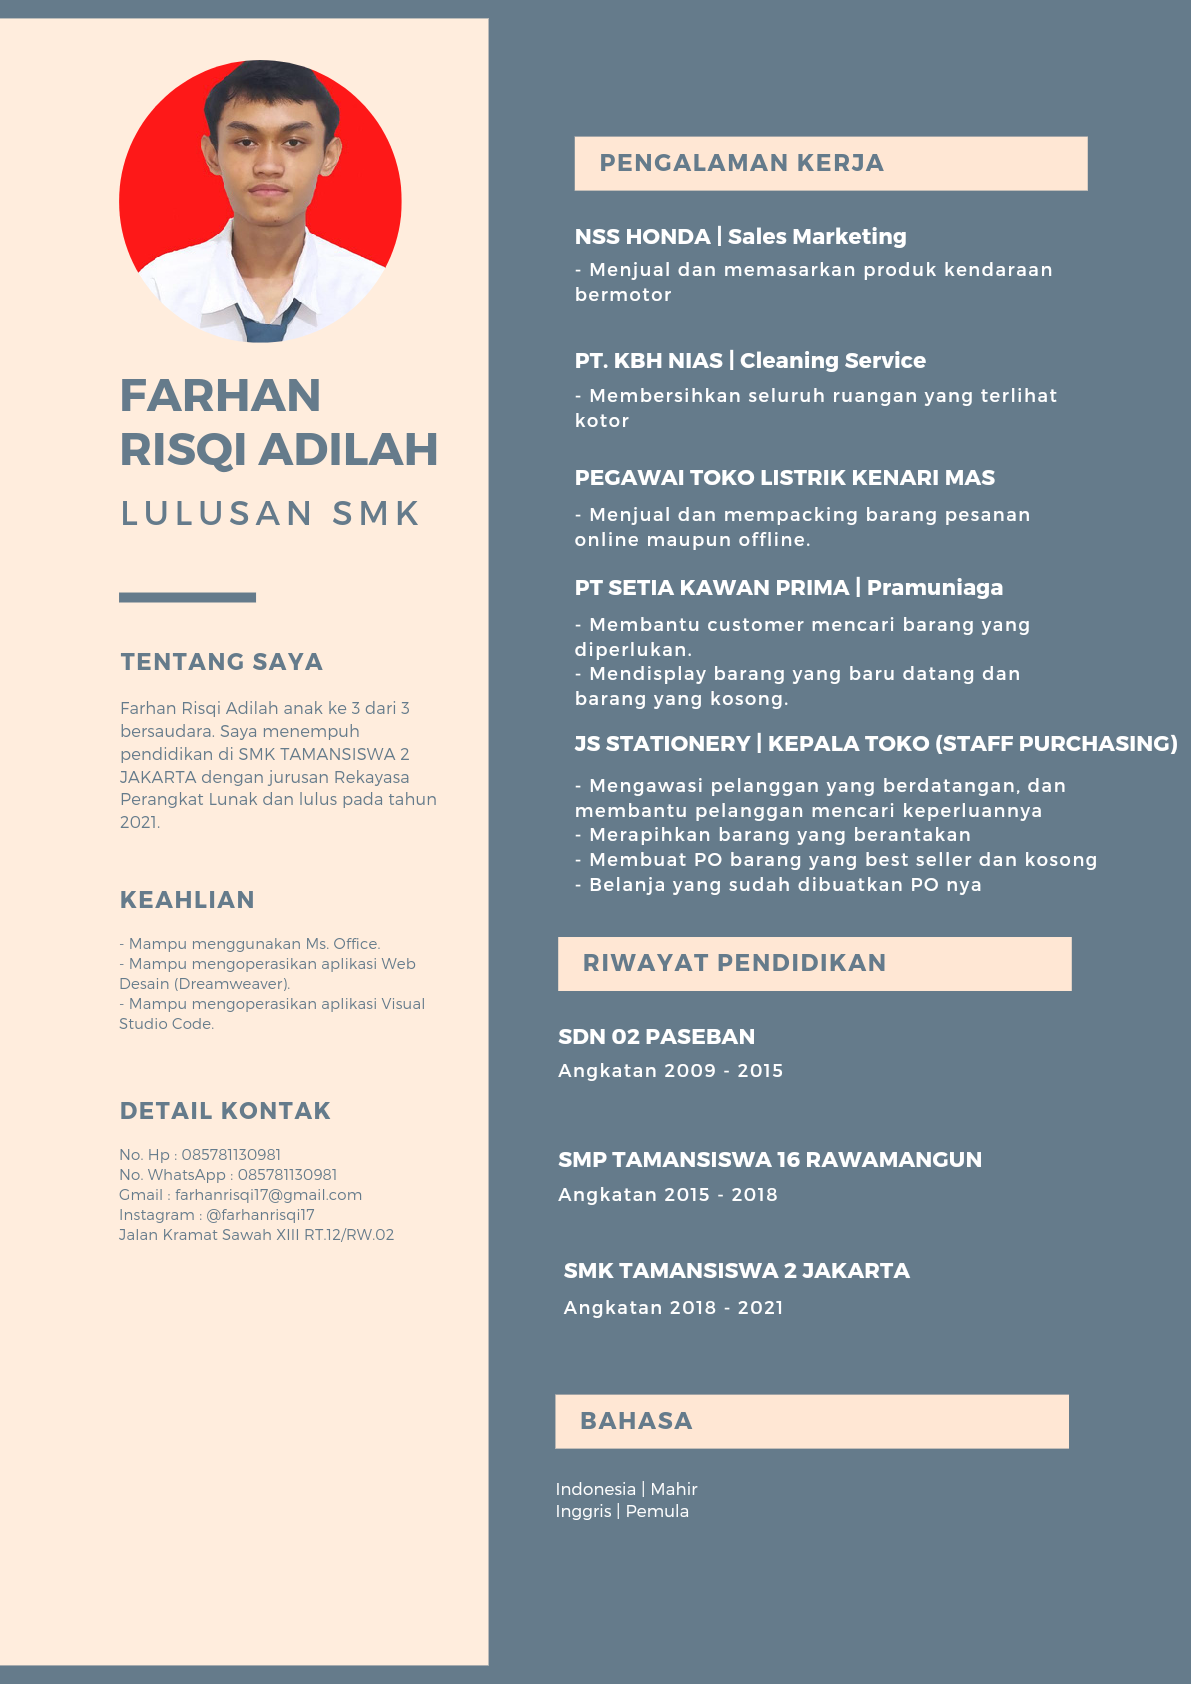 FARHAN
RISQI ADILAH
LULUSAN SMK
TENTANG SAYA
Farhan Risqi Adilah anak ke 3 dari 3
bersaudara. Saya menempuh
pendidikan di SMK TAMANSISWA 2
JAKARTA dengan jurusan Rekayasa
Perangkat Lunak dan lulus pada tahun
2021.
KEAHLIAN
- Mampu menggunakan Ms. Office.
- Mampu mengoperasikan aplikasi Web
Desain (Dreamweaver).
- Mampu mengoperasikan aplikasi Visual
Studio Code.
DETAIL KONTAK
No. Hp : 085781130981
No. WhatsApp : 085781130981
Gmail : farhanrisqi17@gmail.com
Instagram : @farhanrisqi17
Jalan Kramat Sawah XIII RT.12/RW.02
PENGALAMAN KERJA
NSS HONDA | Sales Marketing
- Menjual dan memasarkan produk kendaraan
bermotor
PT. KBH NIAS | Cleaning Service
- Membersihkan seluruh ruangan yang terlihat
kotor
PEGAWAI TOKO LISTRIK KENARI MAS
- Menjual dan mempacking barang pesanan
online maupun offline.
PT SETIA KAWAN PRIMA | Pramuniaga
- Membantu customer mencari barang yang
diperlukan.
- Mendisplay barang yang baru datang dan
barang yang kosong.
JS STATIONERY | KEPALA TOKO (STAFF PURCHASING)
- Mengawasi pelanggan yang berdatangan, dan
membantu pelanggan mencari keperluannya
- Merapihkan barang yang berantakan
- Membuat PO barang yang best seller dan kosong
- Belanja yang sudah dibuatkan PO nya
RIWAYAT PENDIDIKAN
SDN 02 PASEBAN
Angkatan 2009 - 2015
SMP TAMANSISWA 16 RAWAMANGUN
Angkatan 2015 - 2018
SMK TAMANSISWA 2 JAKARTA
Angkatan 2018 - 2021
BAHASA
Indonesia | Mahir
Inggris | Pemula